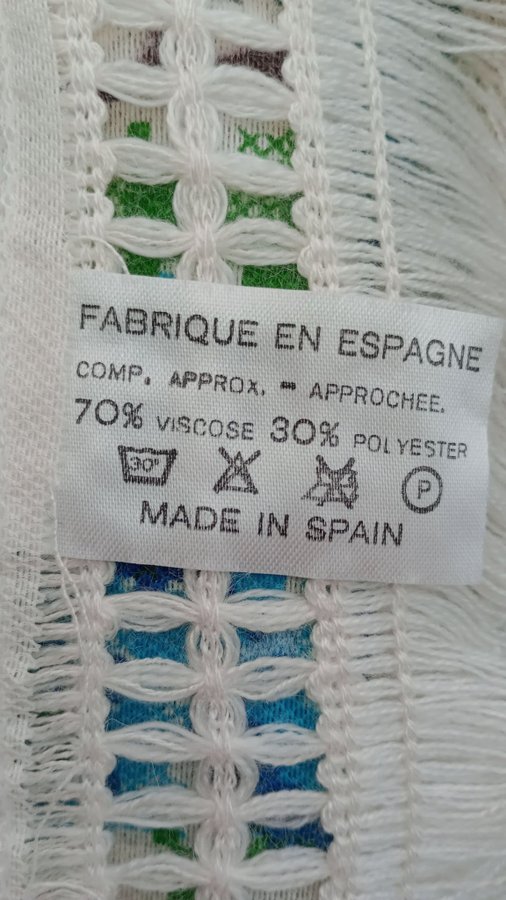 FABRIQUE EN ESPAGNE
COMP. APPROX. - APPROCHEE.
70% VISCOSE 30% POLYESTER
30° P
MADE IN SPAIN